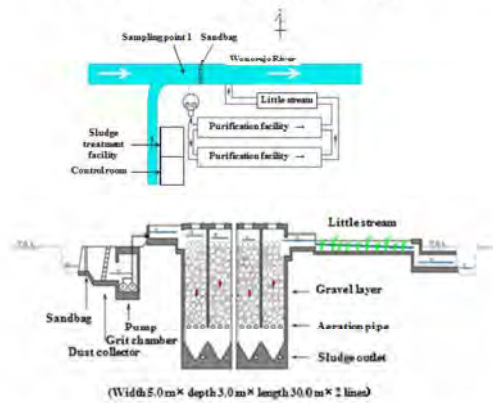 Sampling point 1
Sandbag
Wonorejo River
Little stream
Purification facility →
Purification facility →
Sludge
treatment
facility
Control room
Little stream
Gravel layer
Aeration pipe
Sludge outlet
Sandbag
Pump
Grit chamber
Dust collector
(Width 5.0 m × depth 3.0 m × length 30.0 m × 2 lines)